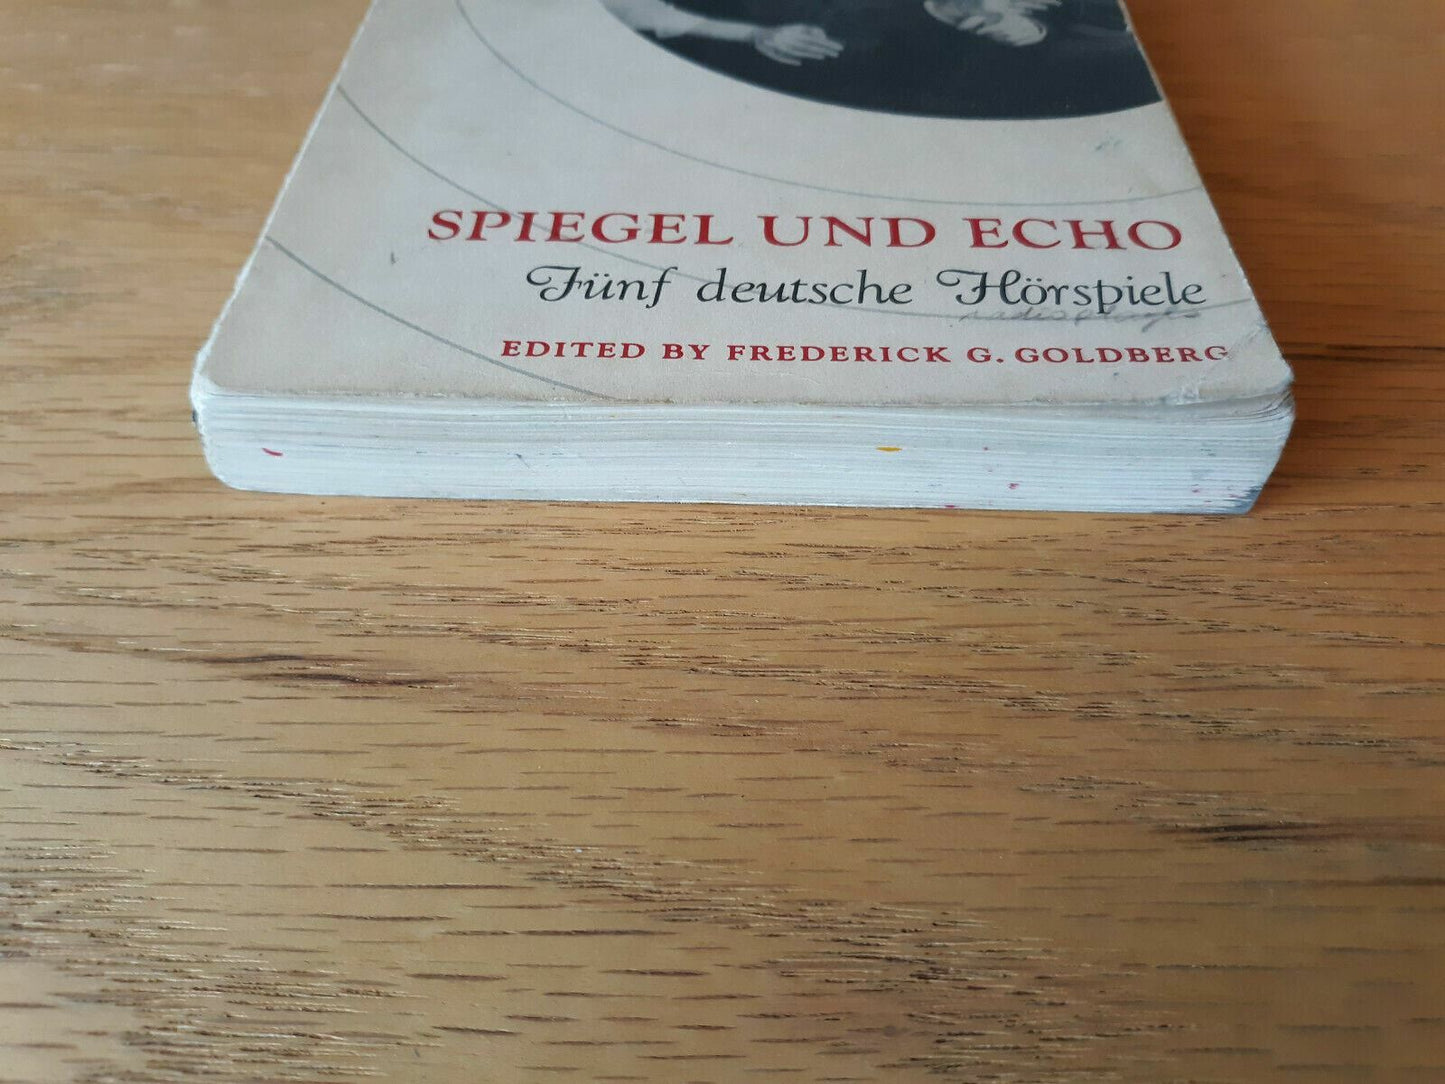 SPIEGEL UND ECHO
Fünf deutsche Hörspiele
EDITED BY FREDERICK G. GOLDBERG